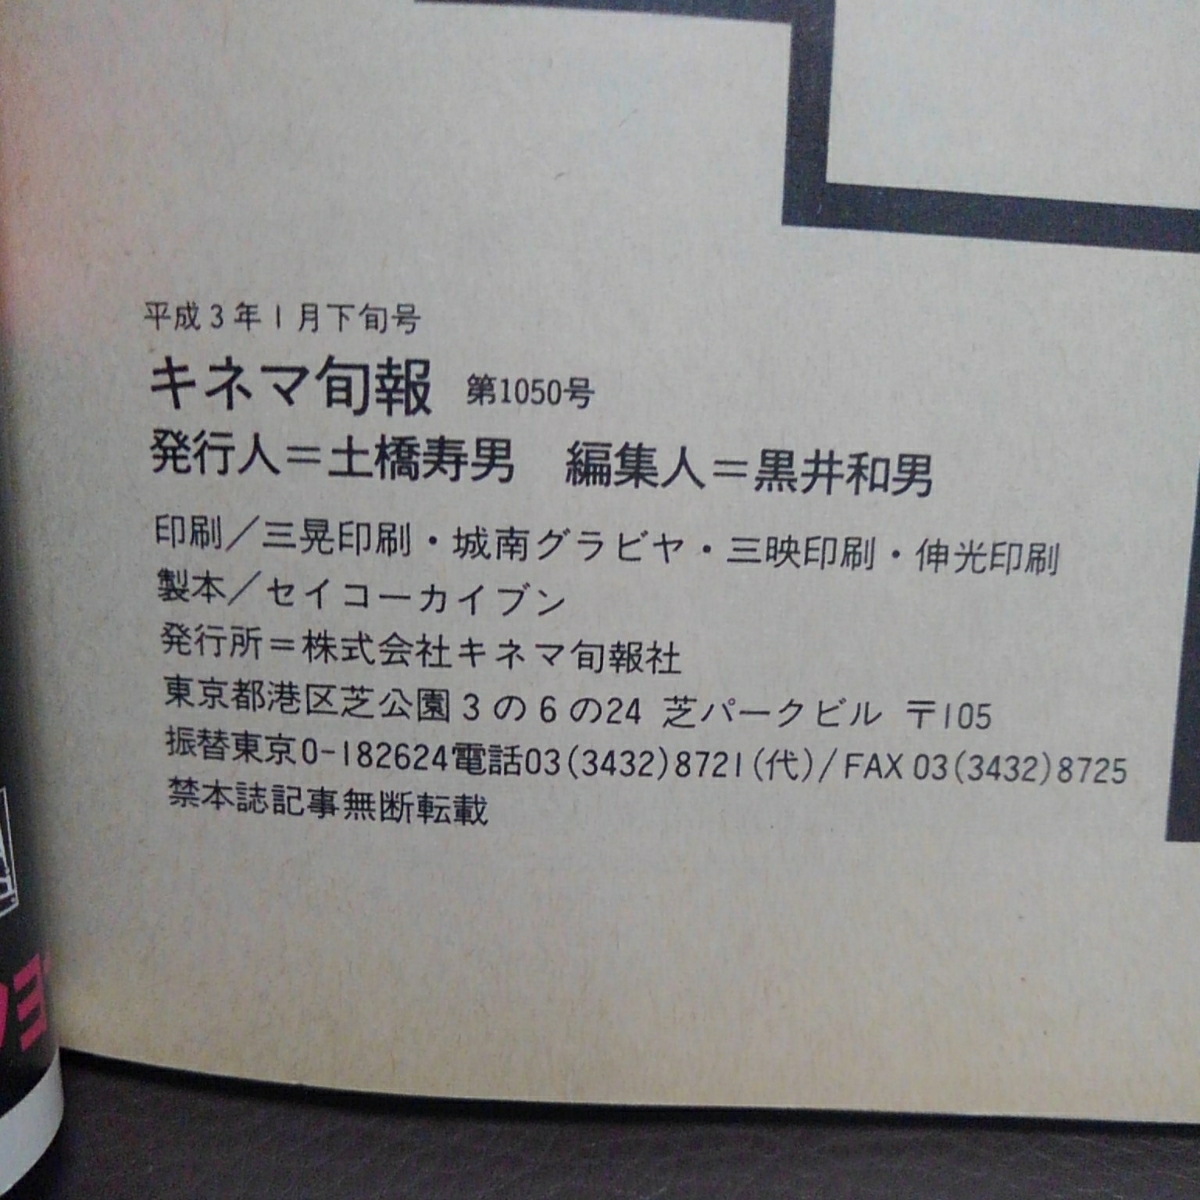 平成3年1月下旬号
キネマ旬報 第1050号
発行人＝土橋寿男 編集人＝黒井和男
印刷／三晃印刷・城南グラビヤ・三映印刷・伸光印刷
製本／セイコーカイブン
発行所＝株式会社キネマ旬報社
東京都港区芝公園3の6の24 芝パークビル 〒105
振替東京0-182624電話03(3432)8721(代)/FAX 03(3432)8725
禁本誌記事無断転載